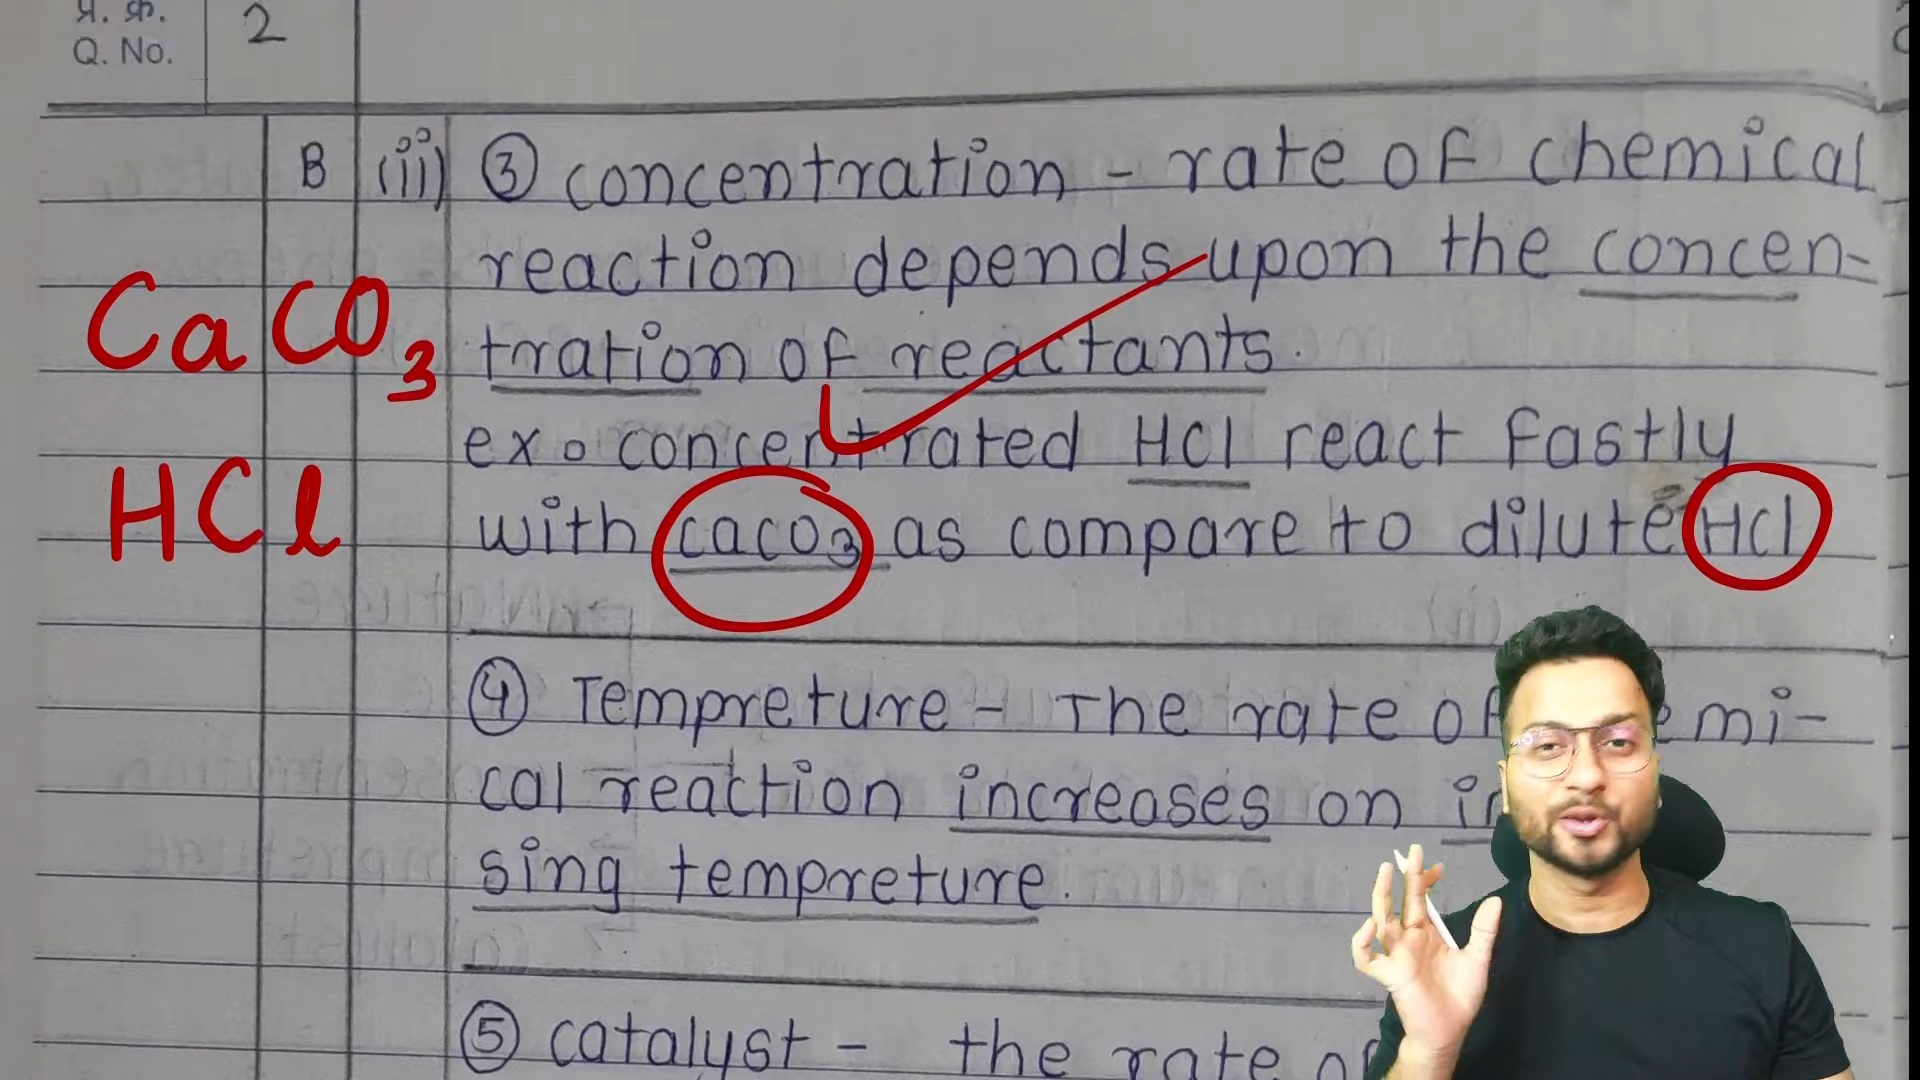 प्र. क्र.
Q. No. 2
B (ii) ③ concentration - rate of chemical
reaction depends upon the concen-
tration of reactants.
ex. concentrated HCl react fastly
with caco3 as compare to dilute Hcl
CaCO3
HCl
④ Tempreture - The rate of
mi-
cal reaction increases on
sing tempreture.
⑤ catalyst - the rate of